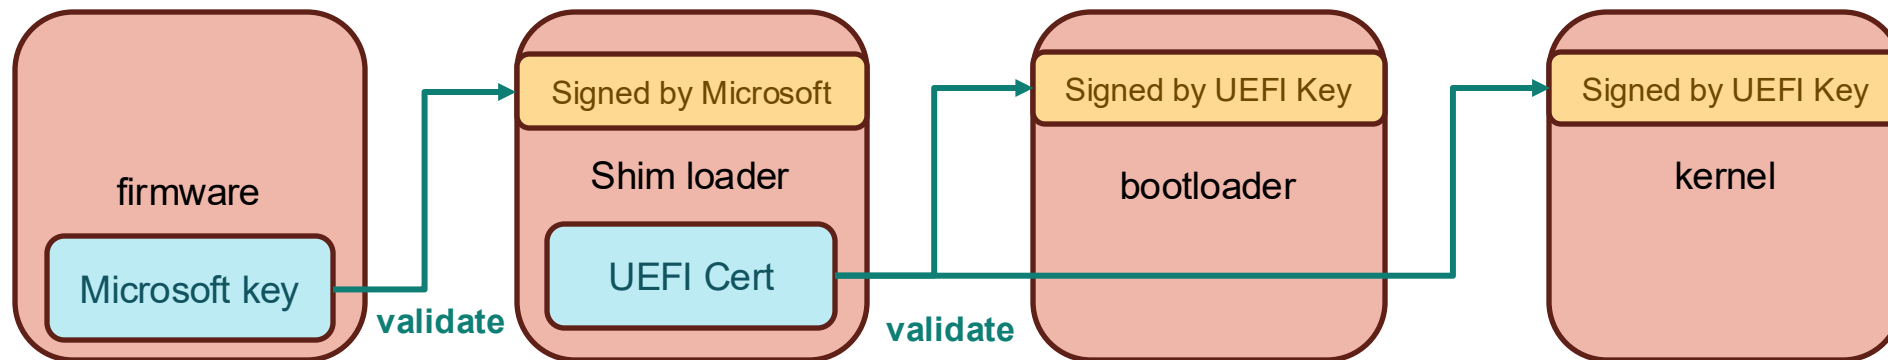 firmware
Microsoft key
validate
Signed by Microsoft
Shim loader
UEFI Cert
validate
Signed by UEFI Key
bootloader
Signed by UEFI Key
kernel